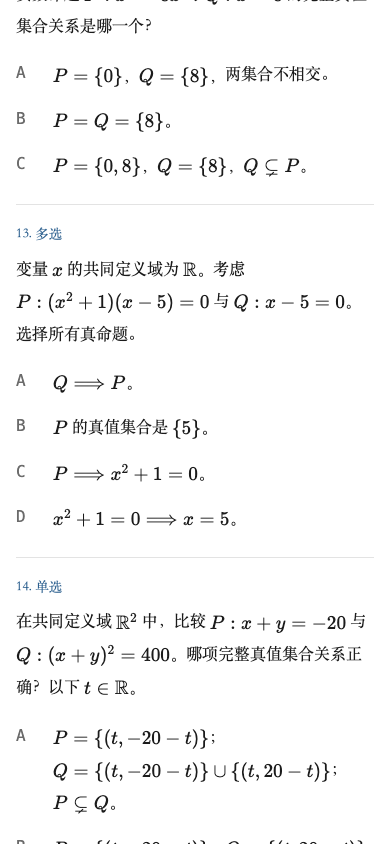 集合关系是哪一个？
A P = {0}, Q = {8}, 两集合不相交。
B P = Q = {8}。
C P = {0, 8}, Q = {8}, Q ⊊ P。
13. 多选
变量 x 的共同定义域为 ℝ。考虑
P : (x² + 1)(x − 5) = 0 与 Q : x − 5 = 0。
选择所有真命题。
A Q ⟹ P。
B P 的真值集合是 {5}。
C P ⟹ x² + 1 = 0。
D x² + 1 = 0 ⟹ x = 5。
14. 单选
在共同定义域 ℝ² 中，比较 P : x + y = −20 与
Q : (x + y)² = 400。哪项完整真值集合关系正
确？以下 t ∈ ℝ。
A P = {(t, −20 − t)};
Q = {(t, −20 − t)} ∪ {(t, 20 − t)};
P ⊊ Q。